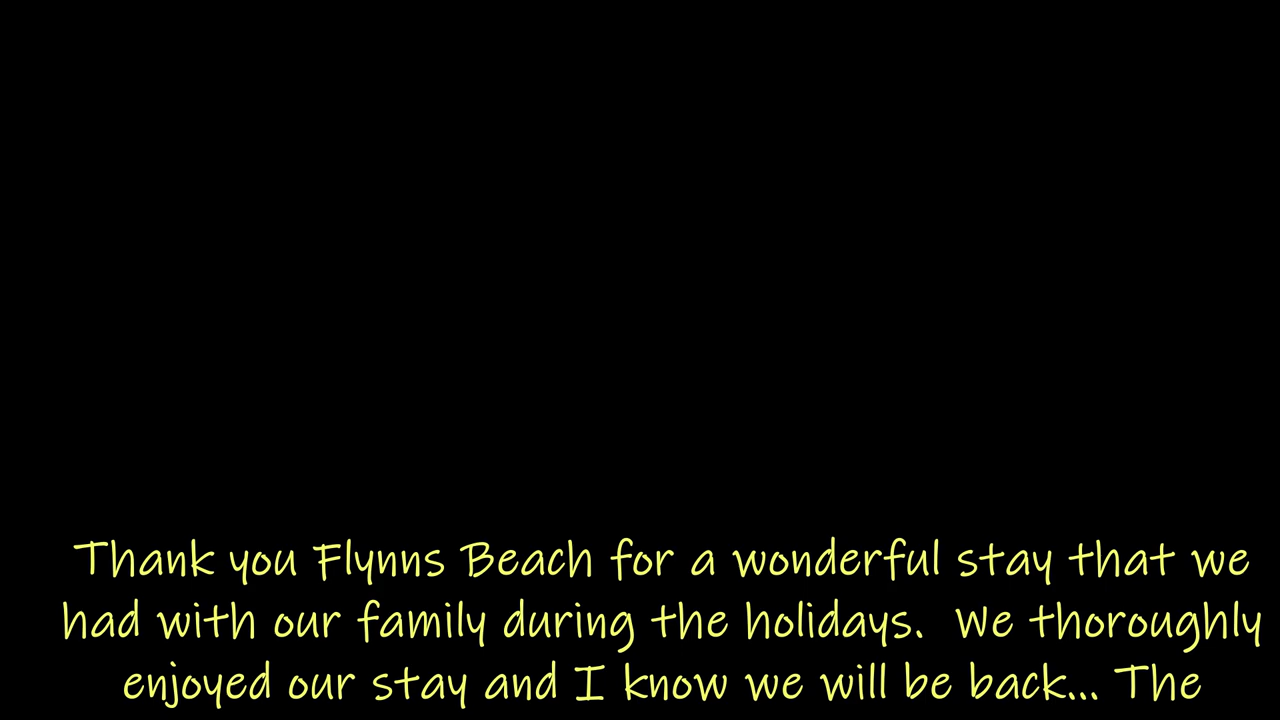 Thank you Flynns Beach for a wonderful stay that we
had with our family during the holidays.  We thoroughly
enjoyed our stay and I know we will be back... The